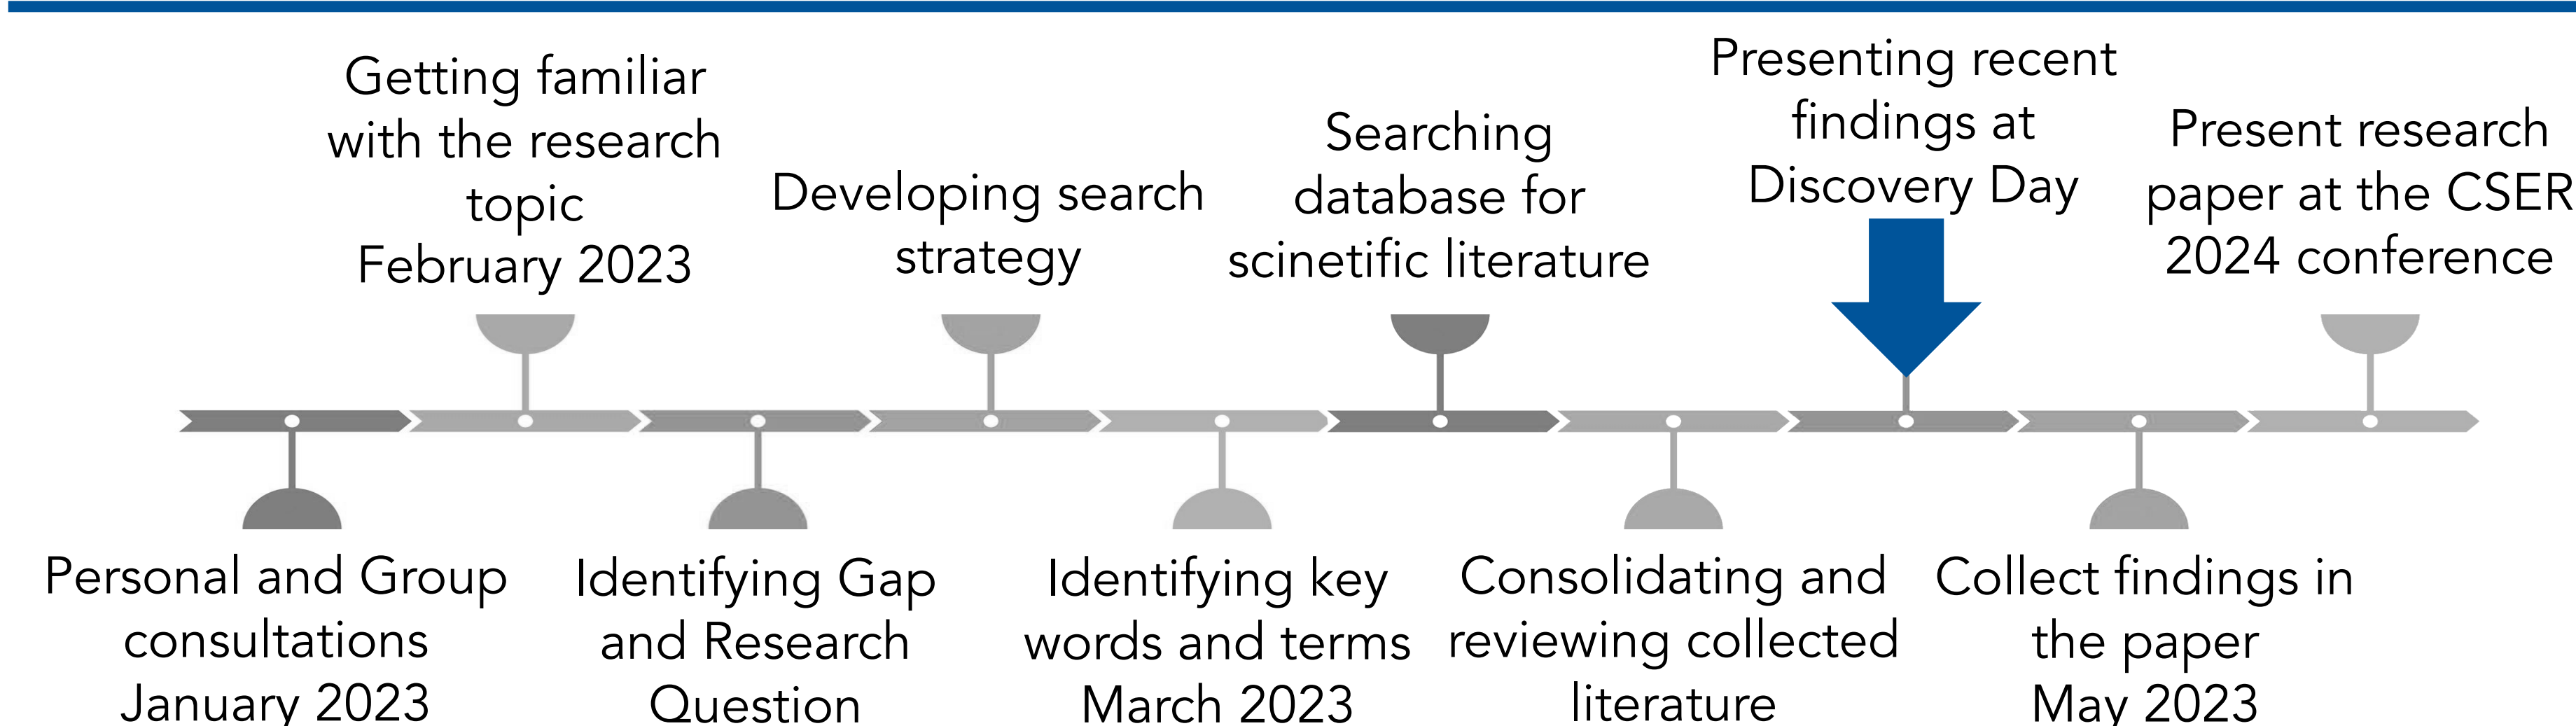 Getting familiar
with the research
topic
February 2023
Developing search
strategy
Searching
database for
scinetific literature
Presenting recent
findings at
Discovery Day
Present research
paper at the CSER
2024 conference
Personal and Group
consultations
January 2023
Identifying Gap
and Research
Question
Identifying key
words and terms
March 2023
Consolidating and
reviewing collected
literature
Collect findings in
the paper
May 2023